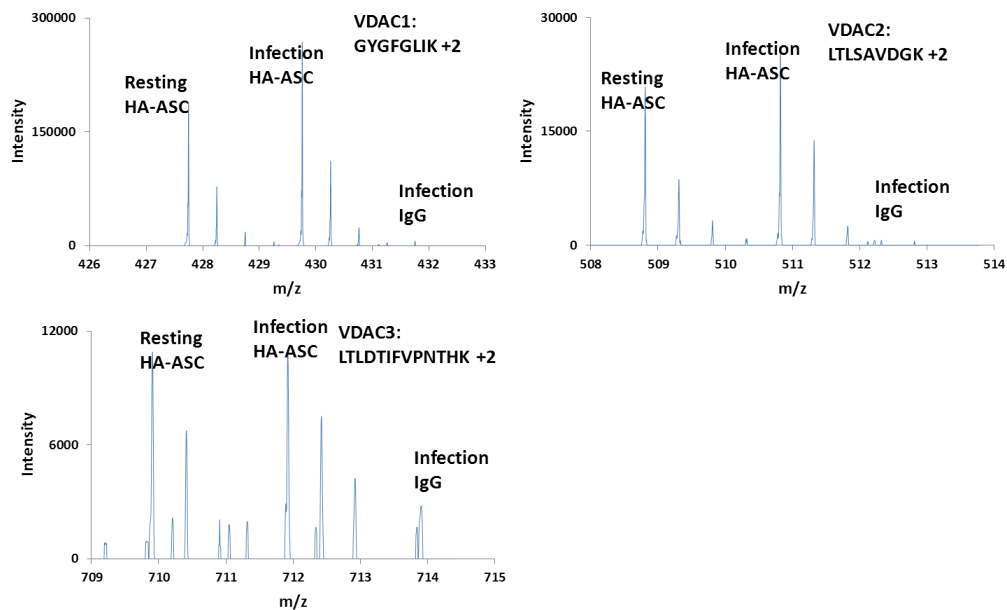 300000
150000
0
Intensity
426 427 428 429 430 431 432 433
m/z
VDAC1:
GYGFGLIK +2
Resting
HA-ASC
Infection
HA-ASC
Infection
IgG
30000
15000
0
Intensity
508 509 510 511 512 513 514
m/z
VDAC2:
LTLSAVDGK +2
Resting
HA-ASC
Infection
HA-ASC
Infection
IgG
12000
6000
0
Intensity
709 710 711 712 713 714 715
m/z
VDAC3:
LTLDTIFVPNTHK +2
Resting
HA-ASC
Infection
HA-ASC
Infection
IgG